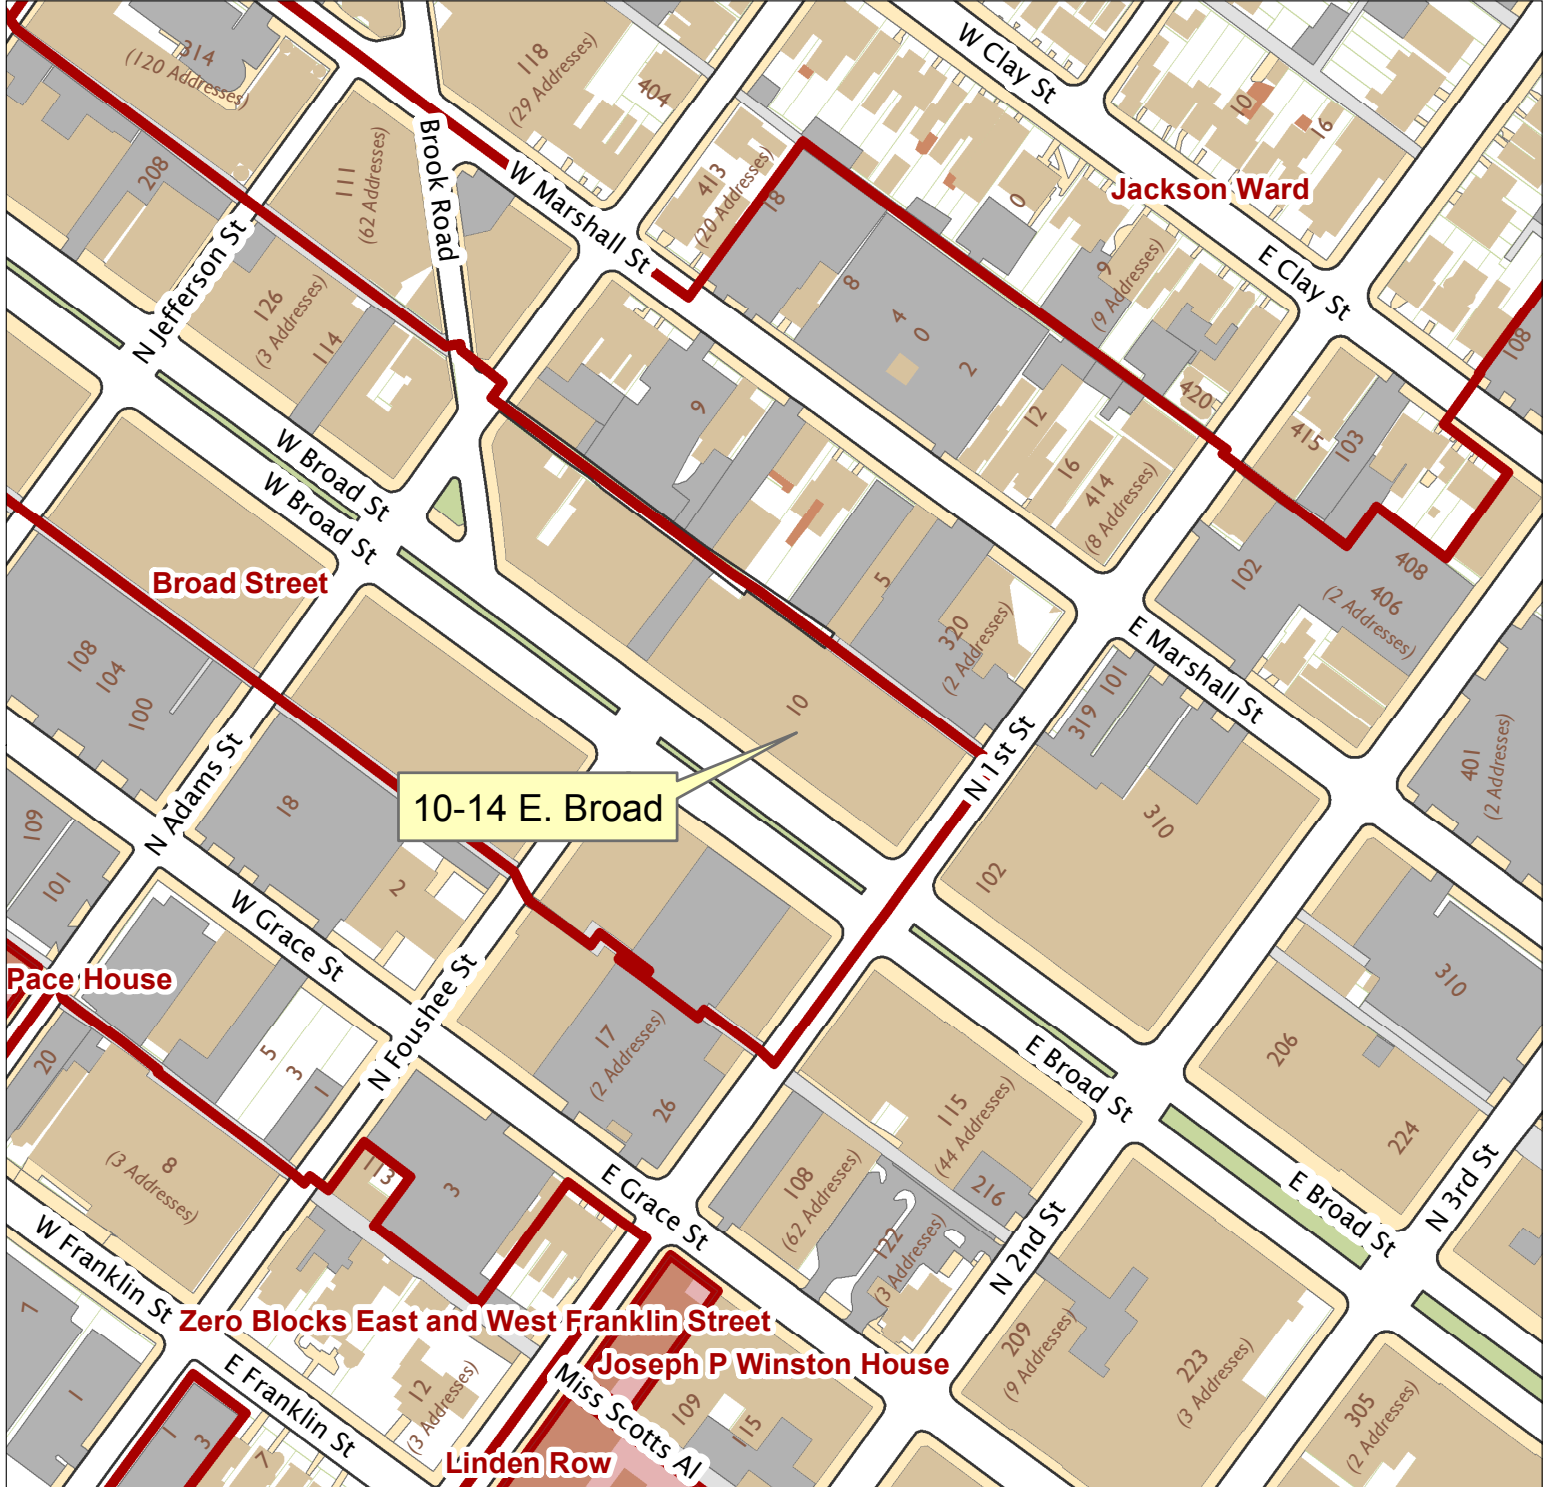 314
(120 Addresses)
118
(29 Addresses)
404
W Clay St
10
16
208
111
(62 Addresses)
Brook Road
W Marshall St
413
(20 Addresses)
18
0
Jackson Ward
9
(9 Addresses)
E Clay St
108
N Jefferson St
126
(3 Addresses)
114
8
4
0
2
420
12
16
414
(8 Addresses)
415
103
9
W Broad St
W Broad St
5
320
(2 Addresses)
102
408
406
(2 Addresses)
E Marshall St
Broad Street
108
104
100
10
101
319
N 1st St
401
(2 Addresses)
310
10-14 E. Broad
N Adams St
18
109
101
102
2
W Grace St
Pace House
N Foushee St
310
206
224
20
5
3
1
17
(2 Addresses)
26
E Broad St
115
(44 Addresses)
216
8
(3 Addresses)
113
3
E Grace St
108
(62 Addresses)
122
(3 Addresses)
N 2nd St
E Broad St
N 3rd St
W Franklin St
7
1
Zero Blocks East and West Franklin Street
Joseph P Winston House
209
(9 Addresses)
223
(3 Addresses)
E Franklin St
12
(3 Addresses)
Miss Scotts Al
109
115
305
(2 Addresses)
1
3
7
Linden Row